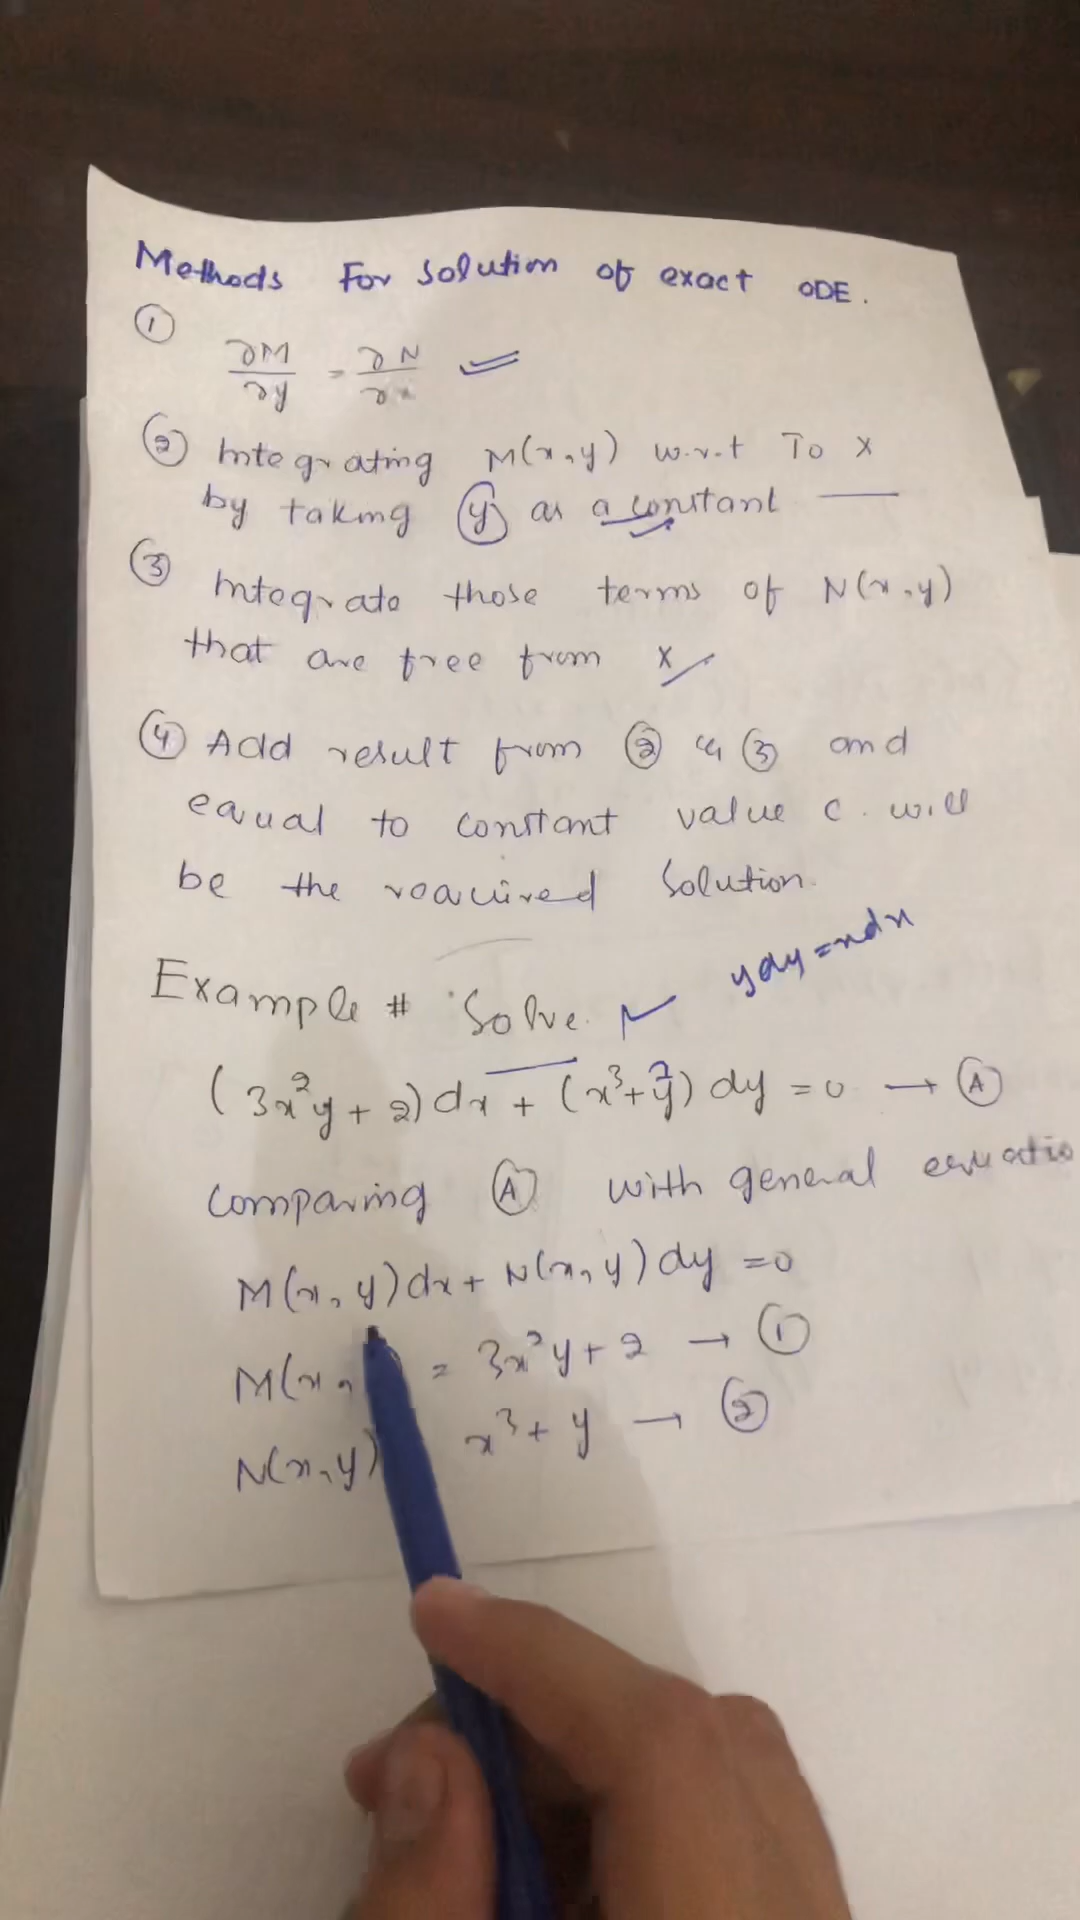 Methods For solution of exact ODE.
① ∂M/∂y = ∂N/∂x
② Integrating M(x,y) w.r.t To x
by taking y as a constant
③ Integrate those terms of N(x,y)
that are free from x
④ Add result from ② & ③ and
equal to constant value c. will
be the required solution.
ydy = xdx
Example # Solve.
(3x²y + 2) dx + (x³ + y) dy = 0 → Ⓐ
Comparing Ⓐ with general equatio
M(x,y) dx + N(x,y) dy = 0
M(x, = 3x²y + 2 → ①
N(x,y) x³ + y → ②